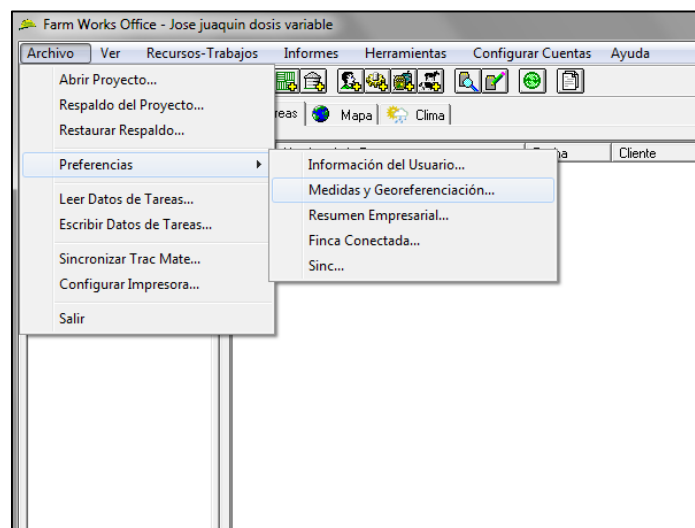 Farm Works Office - Jose juaquin dosis variable
Archivo Ver Recursos-Trabajos Informes Herramientas Configurar Cuentas Ayuda
Abrir Proyecto...
Respaldo del Proyecto...
Restaurar Respaldo...
Preferencias
Leer Datos de Tareas...
Escribir Datos de Tareas...
Sincronizar Trac Mate...
Configurar Impresora...
Salir
Mapa Clima
Cliente
Información del Usuario...
Medidas y Georeferenciación...
Resumen Empresarial...
Finca Conectada...
Sinc...